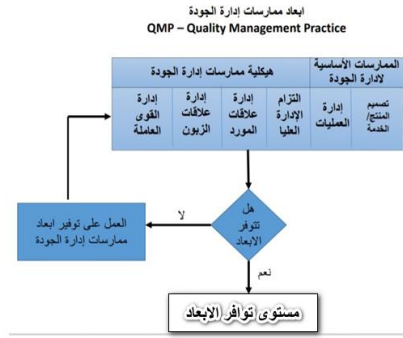 ابعاد ممارسات إدارة الجودة
QMP – Quality Management Practice
الممارسات الأساسية
لادارة الجودة
هيكلية ممارسات إدارة الجودة
تصميم
المنتج/
الخدمة
إدارة
العمليات
التزام
الإدارة
العليا
إدارة
علاقات
المورد
إدارة
علاقات
الزبون
إدارة
القوى
العاملة
هل
تتوفر
الابعاد
لا
العمل على توفير ابعاد
ممارسات إدارة الجودة
نعم
مستوى توافر الابعاد